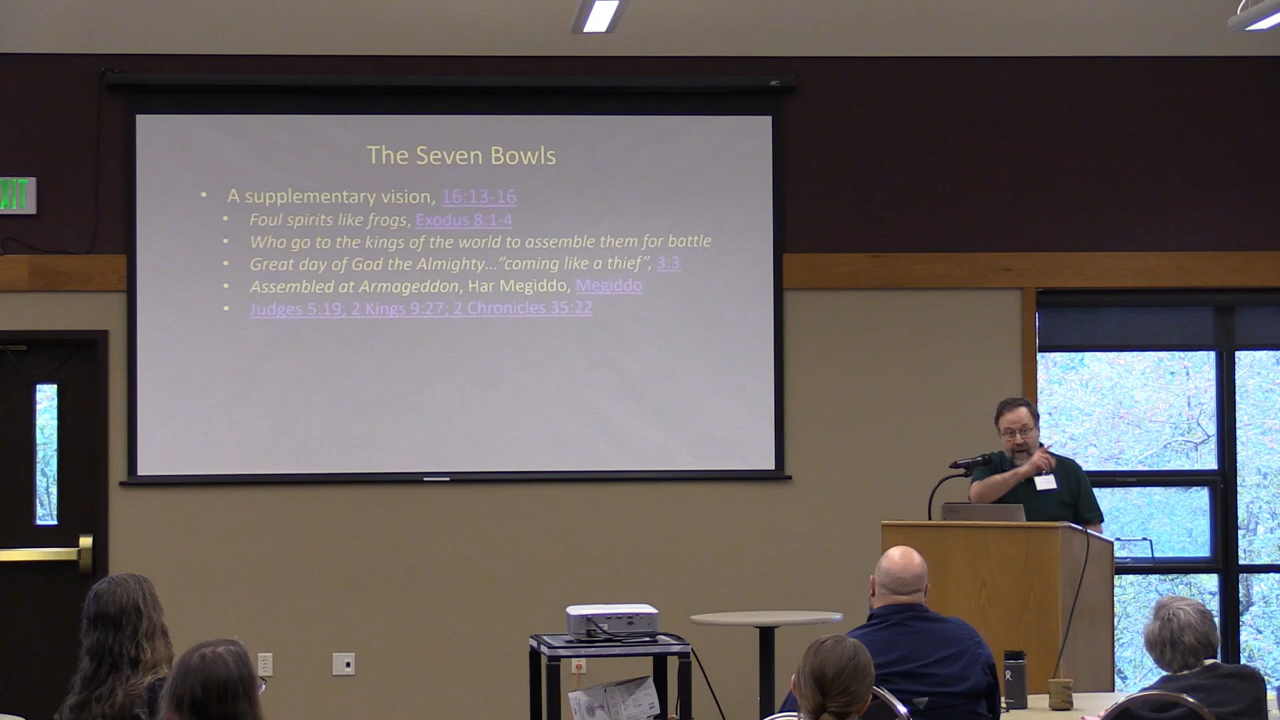 The Seven Bowls
• A supplementary vision, 16:13-16
• Foul spirits like frogs, Exodus 8:1-4
• Who go to the kings of the world to assemble them for battle
• Great day of God the Almighty…”coming like a thief”, 3:3
• Assembled at Armageddon, Har Megiddo, Megiddo
• Judges 5:19; 2 Kings 9:27; 2 Chronicles 35:22
EXIT